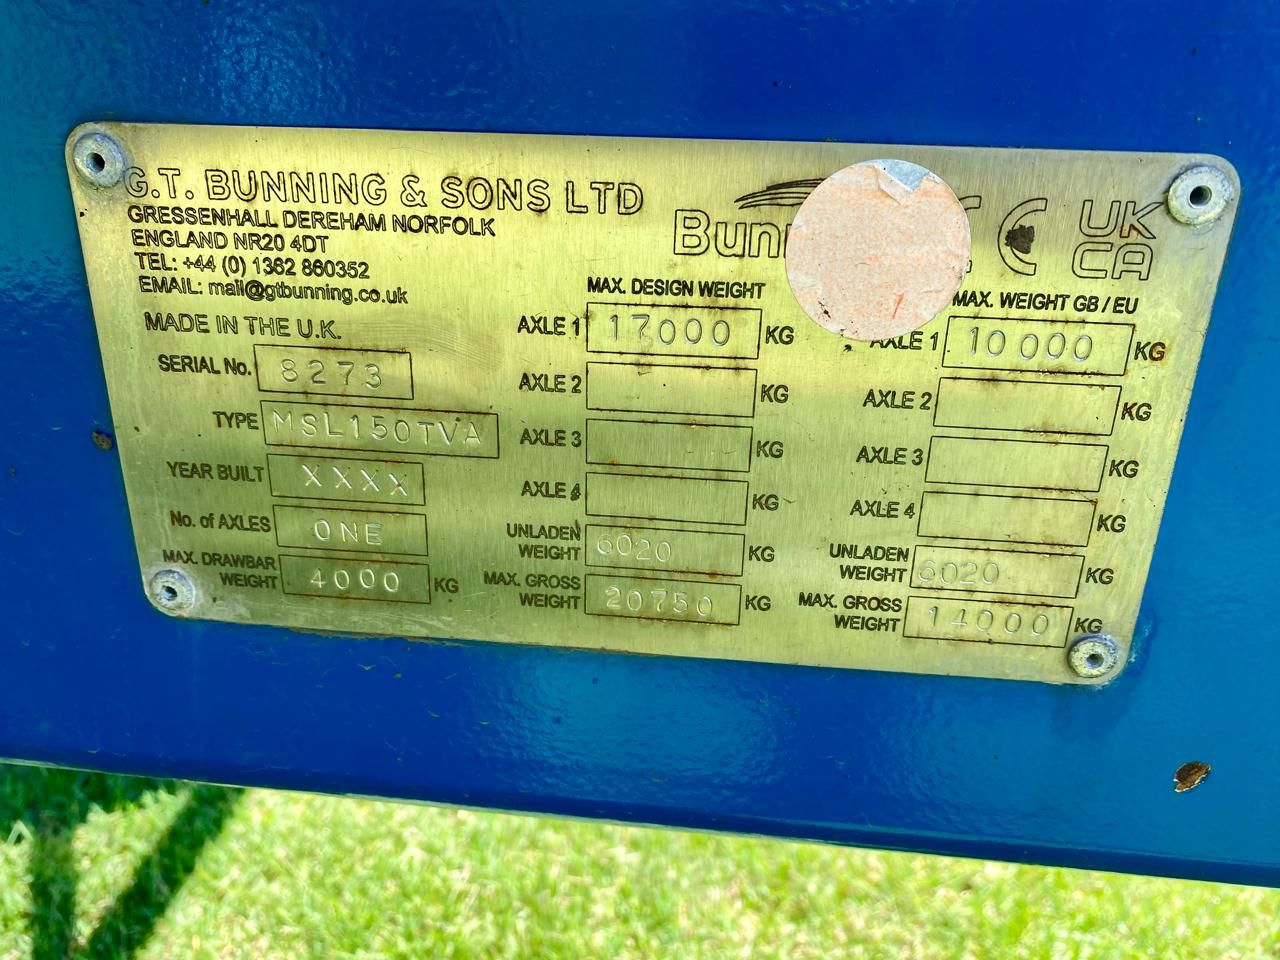 G.T. BUNNING & SONS LTD
GRESSENHALL DEREHAM NORFOLK
ENGLAND NR20 4DT
TEL: +44 (0) 1362 860352
EMAIL: mail@gtbunning.co.uk
MADE IN THE U.K.
SERIAL No. 8273
TYPE MSL150TVA
YEAR BUILT XXXX
No. of AXLES ONE
MAX. DRAWBAR
WEIGHT 4000 KG
CE UK
CA
MAX. DESIGN WEIGHT
AXLE 1 17000 KG
AXLE 2 KG
AXLE 3 KG
AXLE 4 KG
UNLADEN
WEIGHT 6020 KG
MAX. GROSS
WEIGHT 20750 KG
MAX. WEIGHT GB / EU
AXLE 1 10000 KG
AXLE 2 KG
AXLE 3 KG
AXLE 4 KG
UNLADEN
WEIGHT 6020 KG
MAX. GROSS
WEIGHT 14000 KG